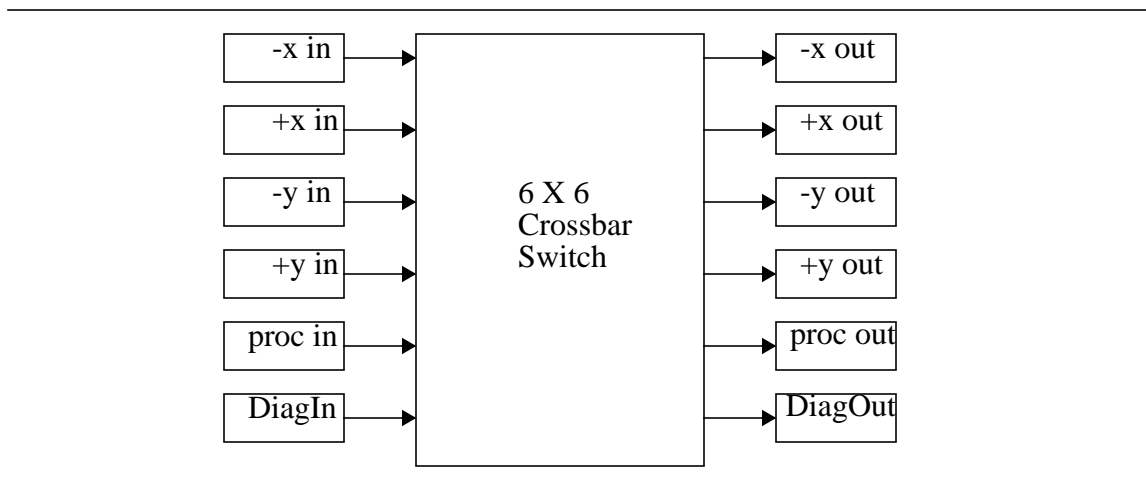 -x in
+x in
-y in
+y in
proc in
DiagIn
6 X 6
Crossbar
Switch
-x out
+x out
-y out
+y out
proc out
DiagOut